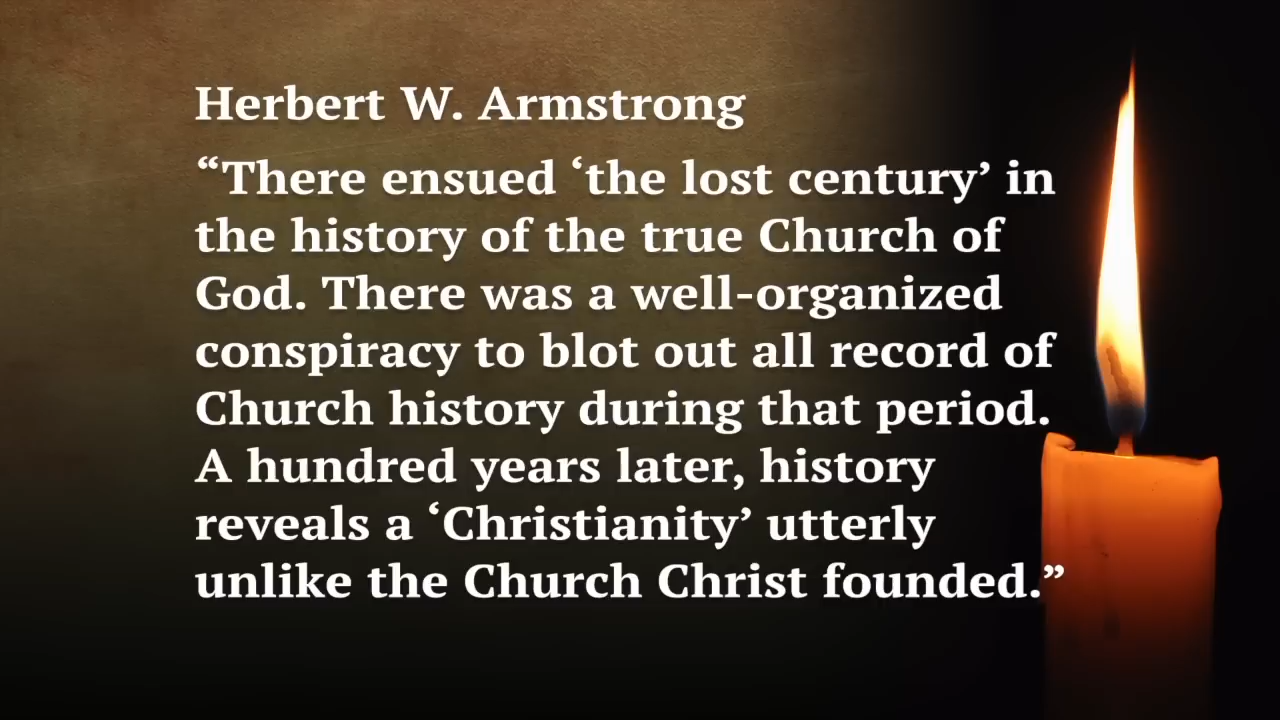 Herbert W. Armstrong
“There ensued ‘the lost century’ in
the history of the true Church of
God. There was a well-organized
conspiracy to blot out all record of
Church history during that period.
A hundred years later, history
reveals a ‘Christianity’ utterly
unlike the Church Christ founded.”